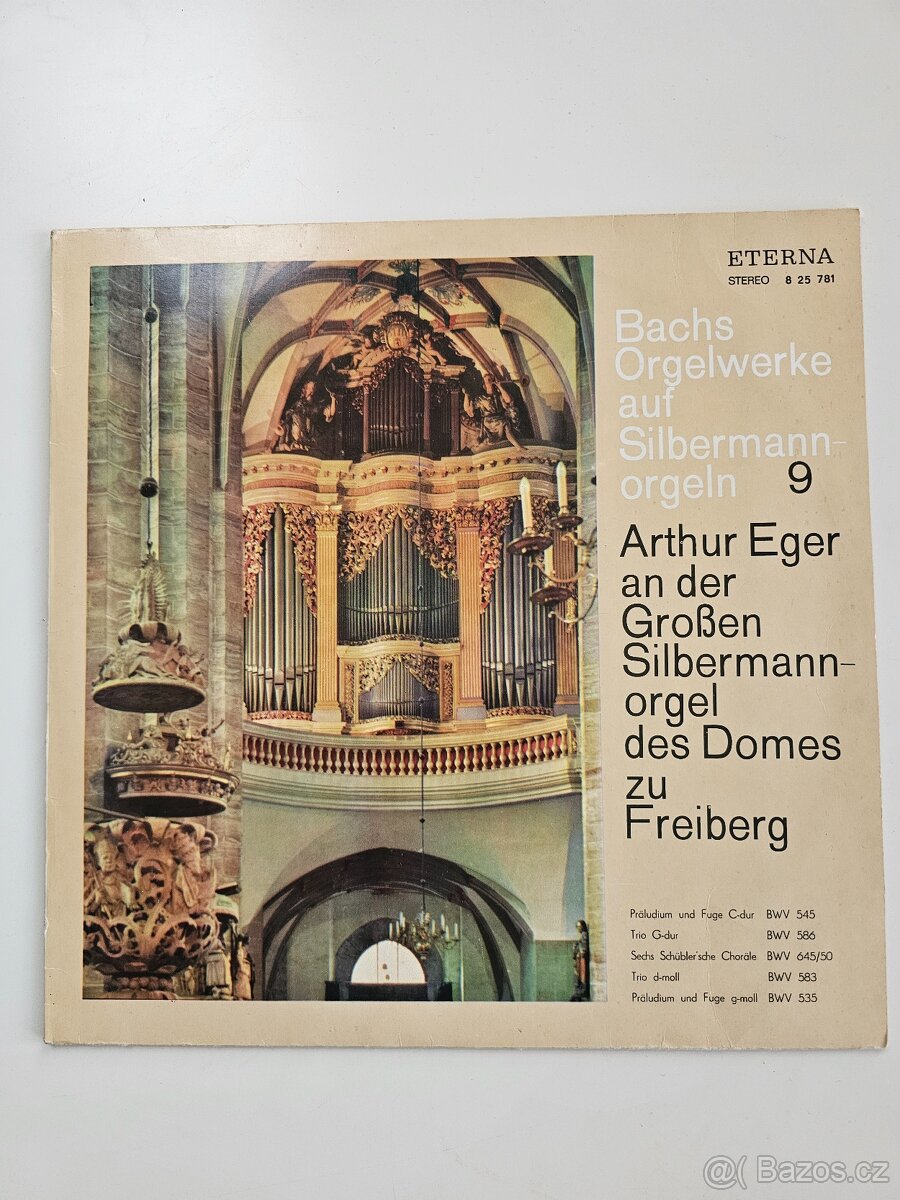 ETERNA
STEREO 8 25 781
Bachs
Orgelwerke
auf
Silbermann-
orgeln 9
Arthur Eger
an der
Großen
Silbermann-
orgel
des Domes
zu
Freiberg
Präludium und Fuge C-dur BWV 545
Trio G-dur BWV 586
Sechs Schübler'sche Choräle BWV 645/50
Trio d-moll BWV 583
Präludium und Fuge g-moll BWV 535
@( Bazos.cz